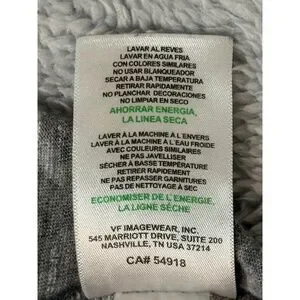 LAVAR AL REVES
LAVAR EN AGUA FRIA
CON COLORES SIMILARES
NO USAR BLANQUEADOR
SECAR A BAJA TEMPERATURA
RETIRAR RAPIDAMENTE
NO PLANCHAR DECORACIONES
NO LIMPIAR EN SECO
AHORRAR ENERGIA,
LA LINEA SECA
LAVER À LA MACHINE À L'ENVERS
LAVER À LA MACHINE À L'EAU FROIDE
AVEC COULEURS SIMILAIRES
NE PAS JAVELLISER
SÈCHER À BASSE TEMPÉRATURE
RETIRER RAPIDEMENT
NE PAS REPASSER GARNITURES
PAS DE NETTOYAGE À SEC
ECONOMISER DE L'ENERGIE,
LA LIGNE SÉCHE
VF IMAGEWEAR, INC.
545 MARRIOTT DRIVE, SUITE 200
NASHVILLE, TN USA 37214
CA# 54918